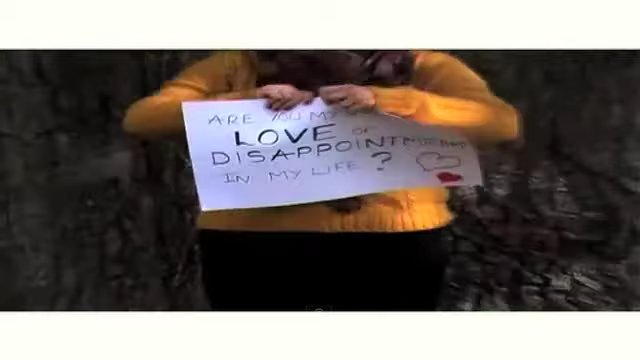 ARE YOU MY
LOVE OR
DISAPPOINTMENT
IN MY LIFE ?